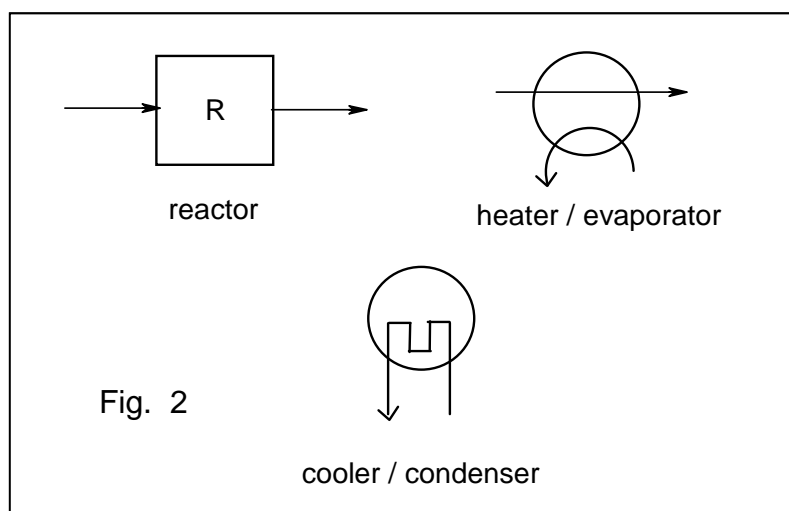 R
reactor
heater / evaporator
Fig. 2
cooler / condenser